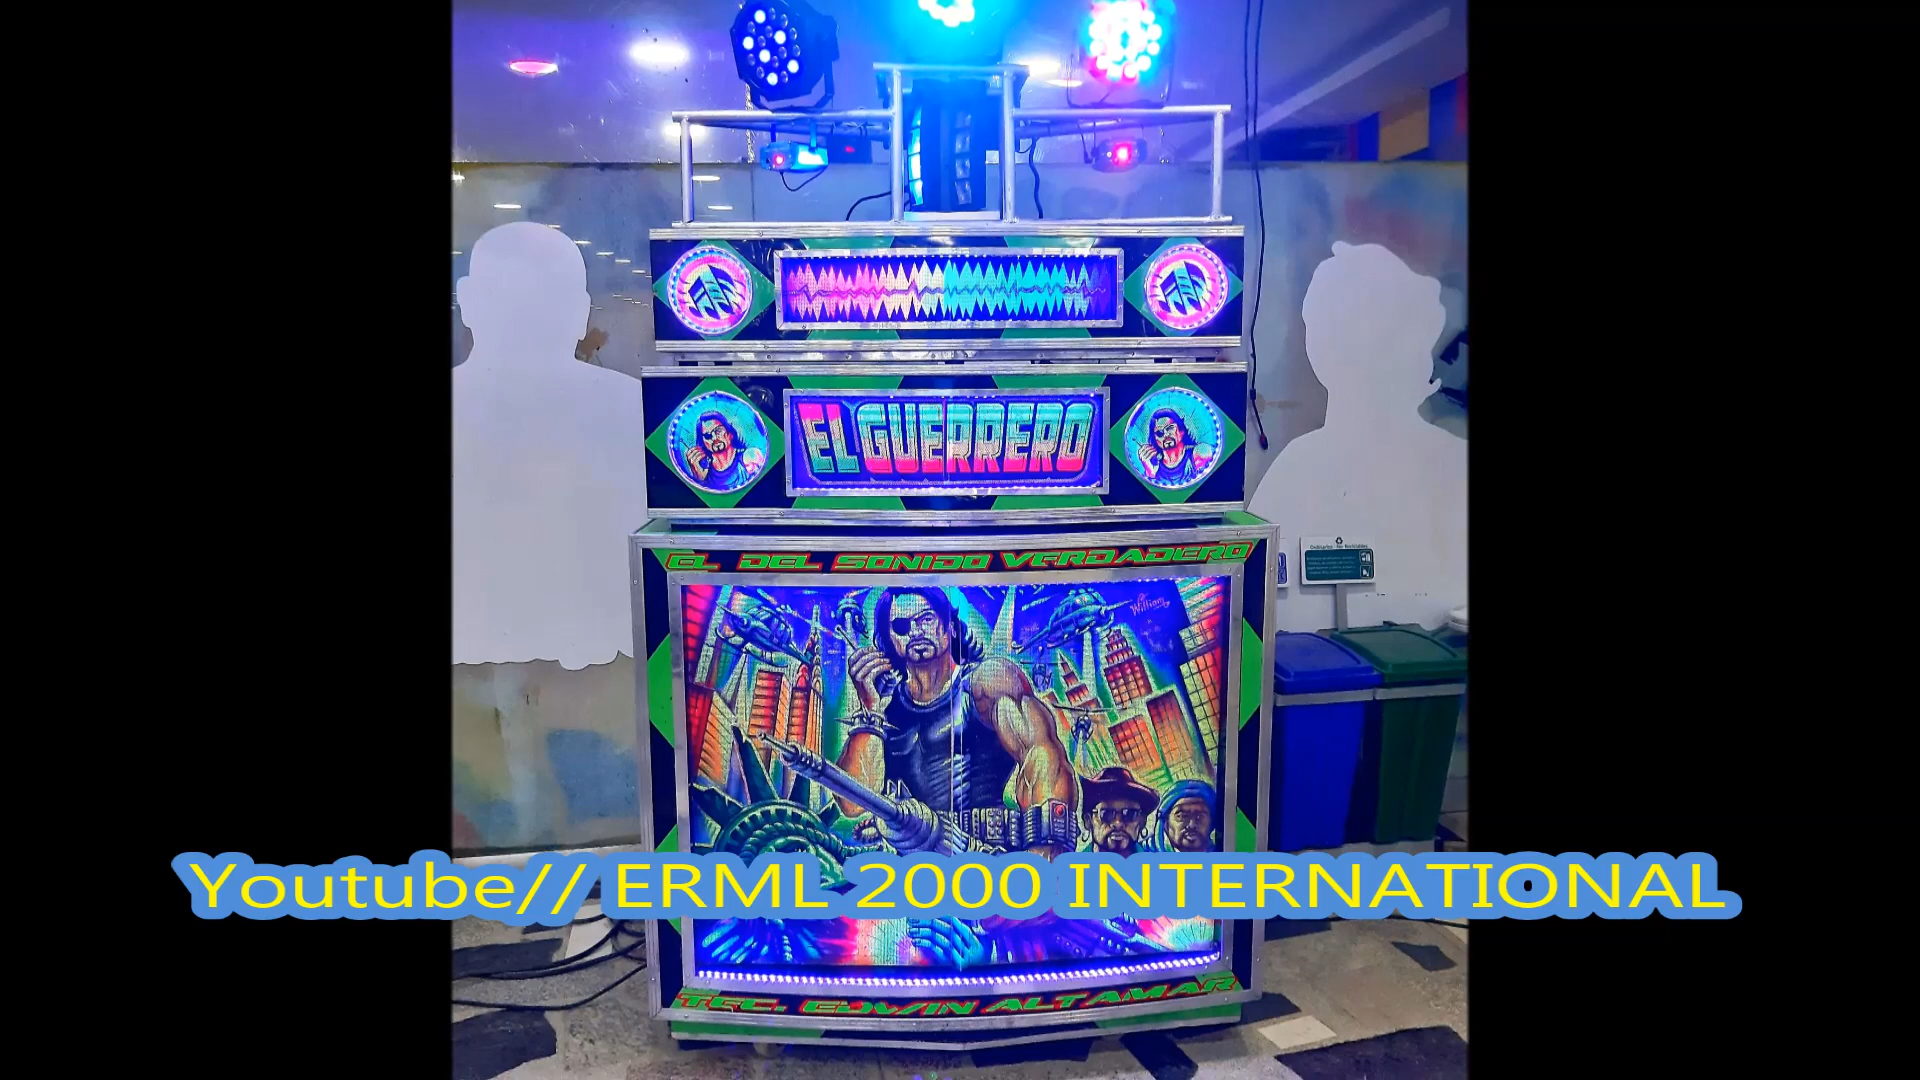 EL GUERRERO
EL DEL SONIDO VERDADERO
William
Youtube// ERML 2000 INTERNATIONAL
TEC. EDWIN ALTAMAR